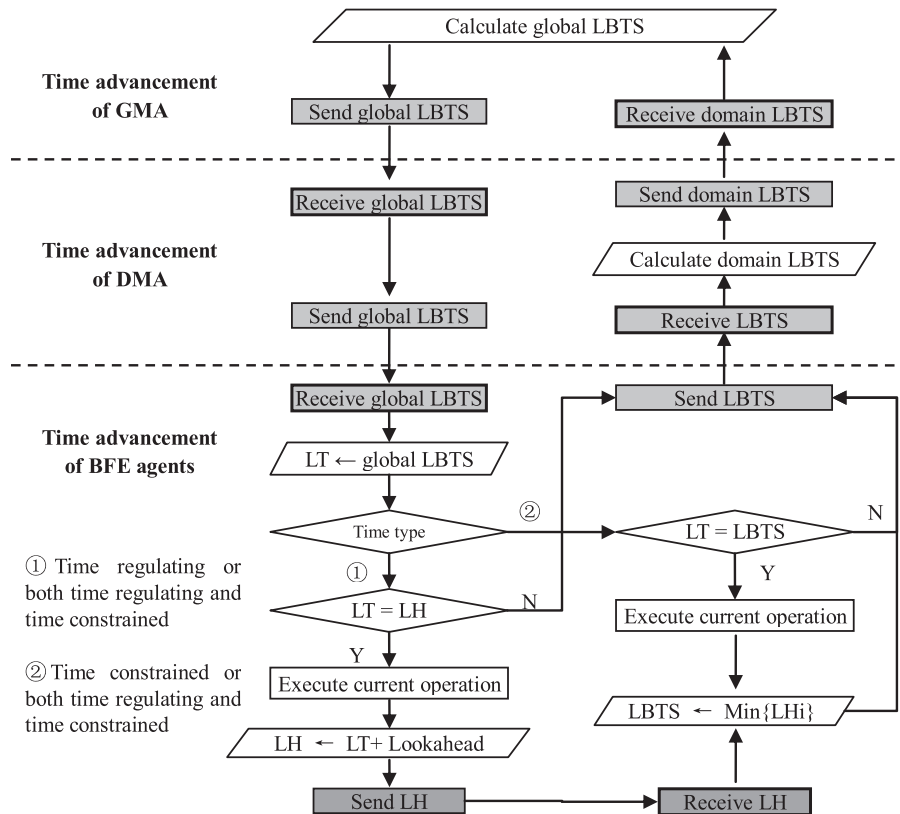 Calculate global LBTS
Time advancement
of GMA
Send global LBTS
Receive domain LBTS
Receive global LBTS
Send domain LBTS
Time advancement
of DMA
Calculate domain LBTS
Send global LBTS
Receive LBTS
Receive global LBTS
Send LBTS
Time advancement
of BFE agents
LT ← global LBTS
Time type
②
LT = LBTS
N
①
Y
① Time regulating or
both time regulating and
time constrained
LT = LH
N
Execute current operation
Y
② Time constrained or
both time regulating and
time constrained
Execute current operation
LBTS ← Min{LHi}
LH ← LT+ Lookahead
Send LH
Receive LH